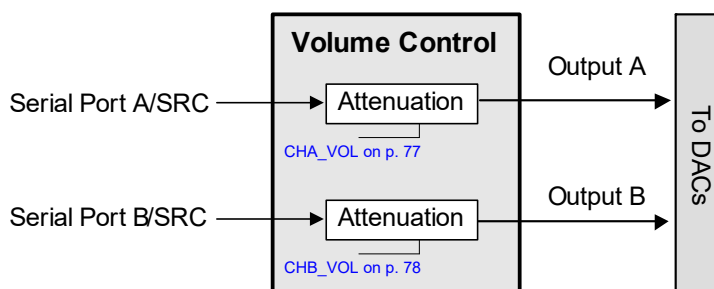 Volume Control
Serial Port A/SRC
Attenuation
Output A
CHA_VOL on p. 77
Serial Port B/SRC
Attenuation
Output B
CHB_VOL on p. 78
To DACs